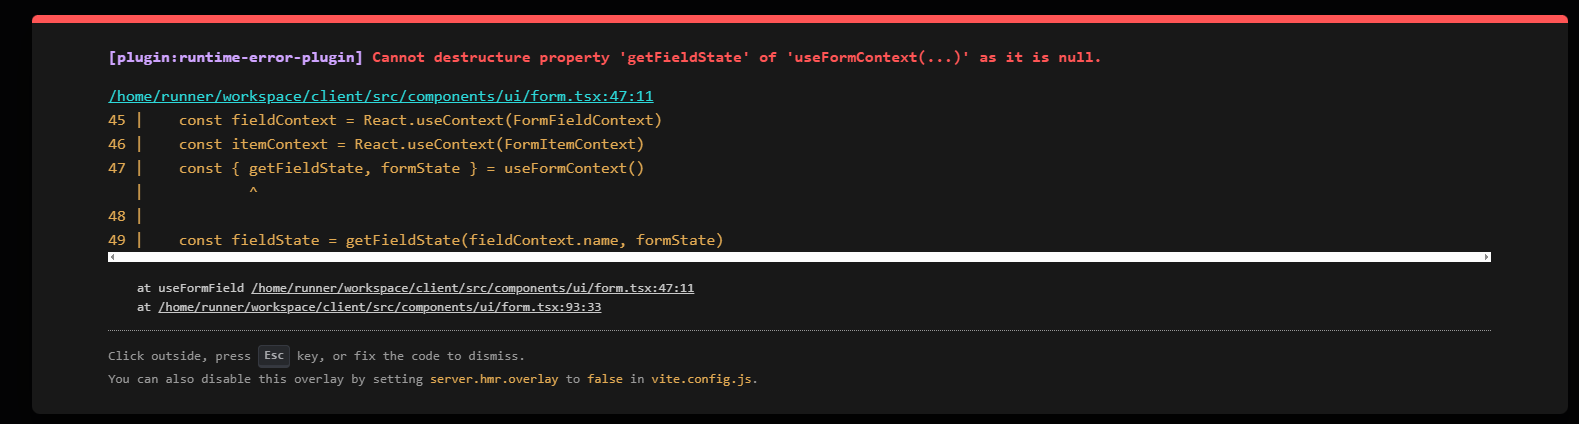 [plugin:runtime-error-plugin] Cannot destructure property 'getFieldState' of 'useFormContext(...)' as it is null.
/home/runner/workspace/client/src/components/ui/form.tsx:47:11
45 |    const fieldContext = React.useContext(FormFieldContext)
46 |    const itemContext = React.useContext(FormItemContext)
47 |    const { getFieldState, formState } = useFormContext()
   |            ^
48 |
49 |    const fieldState = getFieldState(fieldContext.name, formState)
at useFormField /home/runner/workspace/client/src/components/ui/form.tsx:47:11
at /home/runner/workspace/client/src/components/ui/form.tsx:93:33
Click outside, press Esc key, or fix the code to dismiss.
You can also disable this overlay by setting server.hmr.overlay to false in vite.config.js.